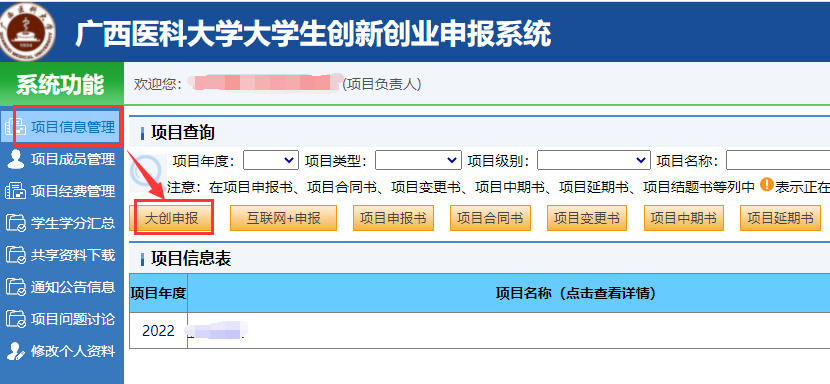 广西医科大学大学生创新创业申报系统
系统功能
欢迎您：
(项目负责人)
项目信息管理
项目成员管理
项目经费管理
学生学分汇总
共享资料下载
通知公告信息
项目问题讨论
修改个人资料
项目查询
项目年度： 项目类型： 项目级别： 项目名称：
注意：在项目申报书、项目合同书、项目变更书、项目中期书、项目延期书、项目结题书等列中 表示正在
大创申报 互联网+申报 项目申报书 项目合同书 项目变更书 项目中期书 项目延期书
项目信息表
项目年度 项目名称（点击查看详情）
2022